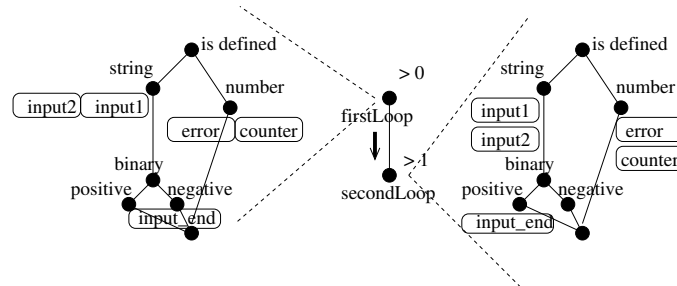 is defined
string
number
input2 input1
error counter
binary
positive negative
input_end
> 0
firstLoop
> 1
secondLoop
is defined
string
number
input1
error
input2
counter
binary
positive negative
input_end